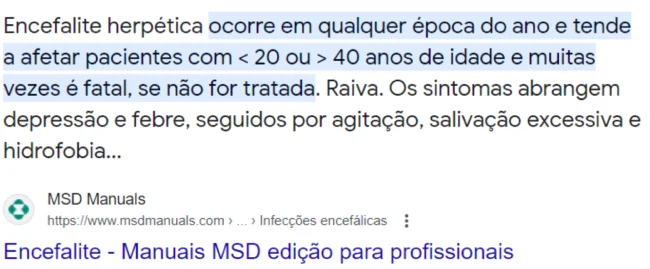 Encefalite herpética ocorre em qualquer época do ano e tende
a afetar pacientes com < 20 ou > 40 anos de idade e muitas
vezes é fatal, se não for tratada. Raiva. Os sintomas abrangem
depressão e febre, seguidos por agitação, salivação excessiva e
hidrofobia...
MSD Manuals
https://www.msdmanuals.com › ... › Infecções encefálicas
Encefalite - Manuais MSD edição para profissionais